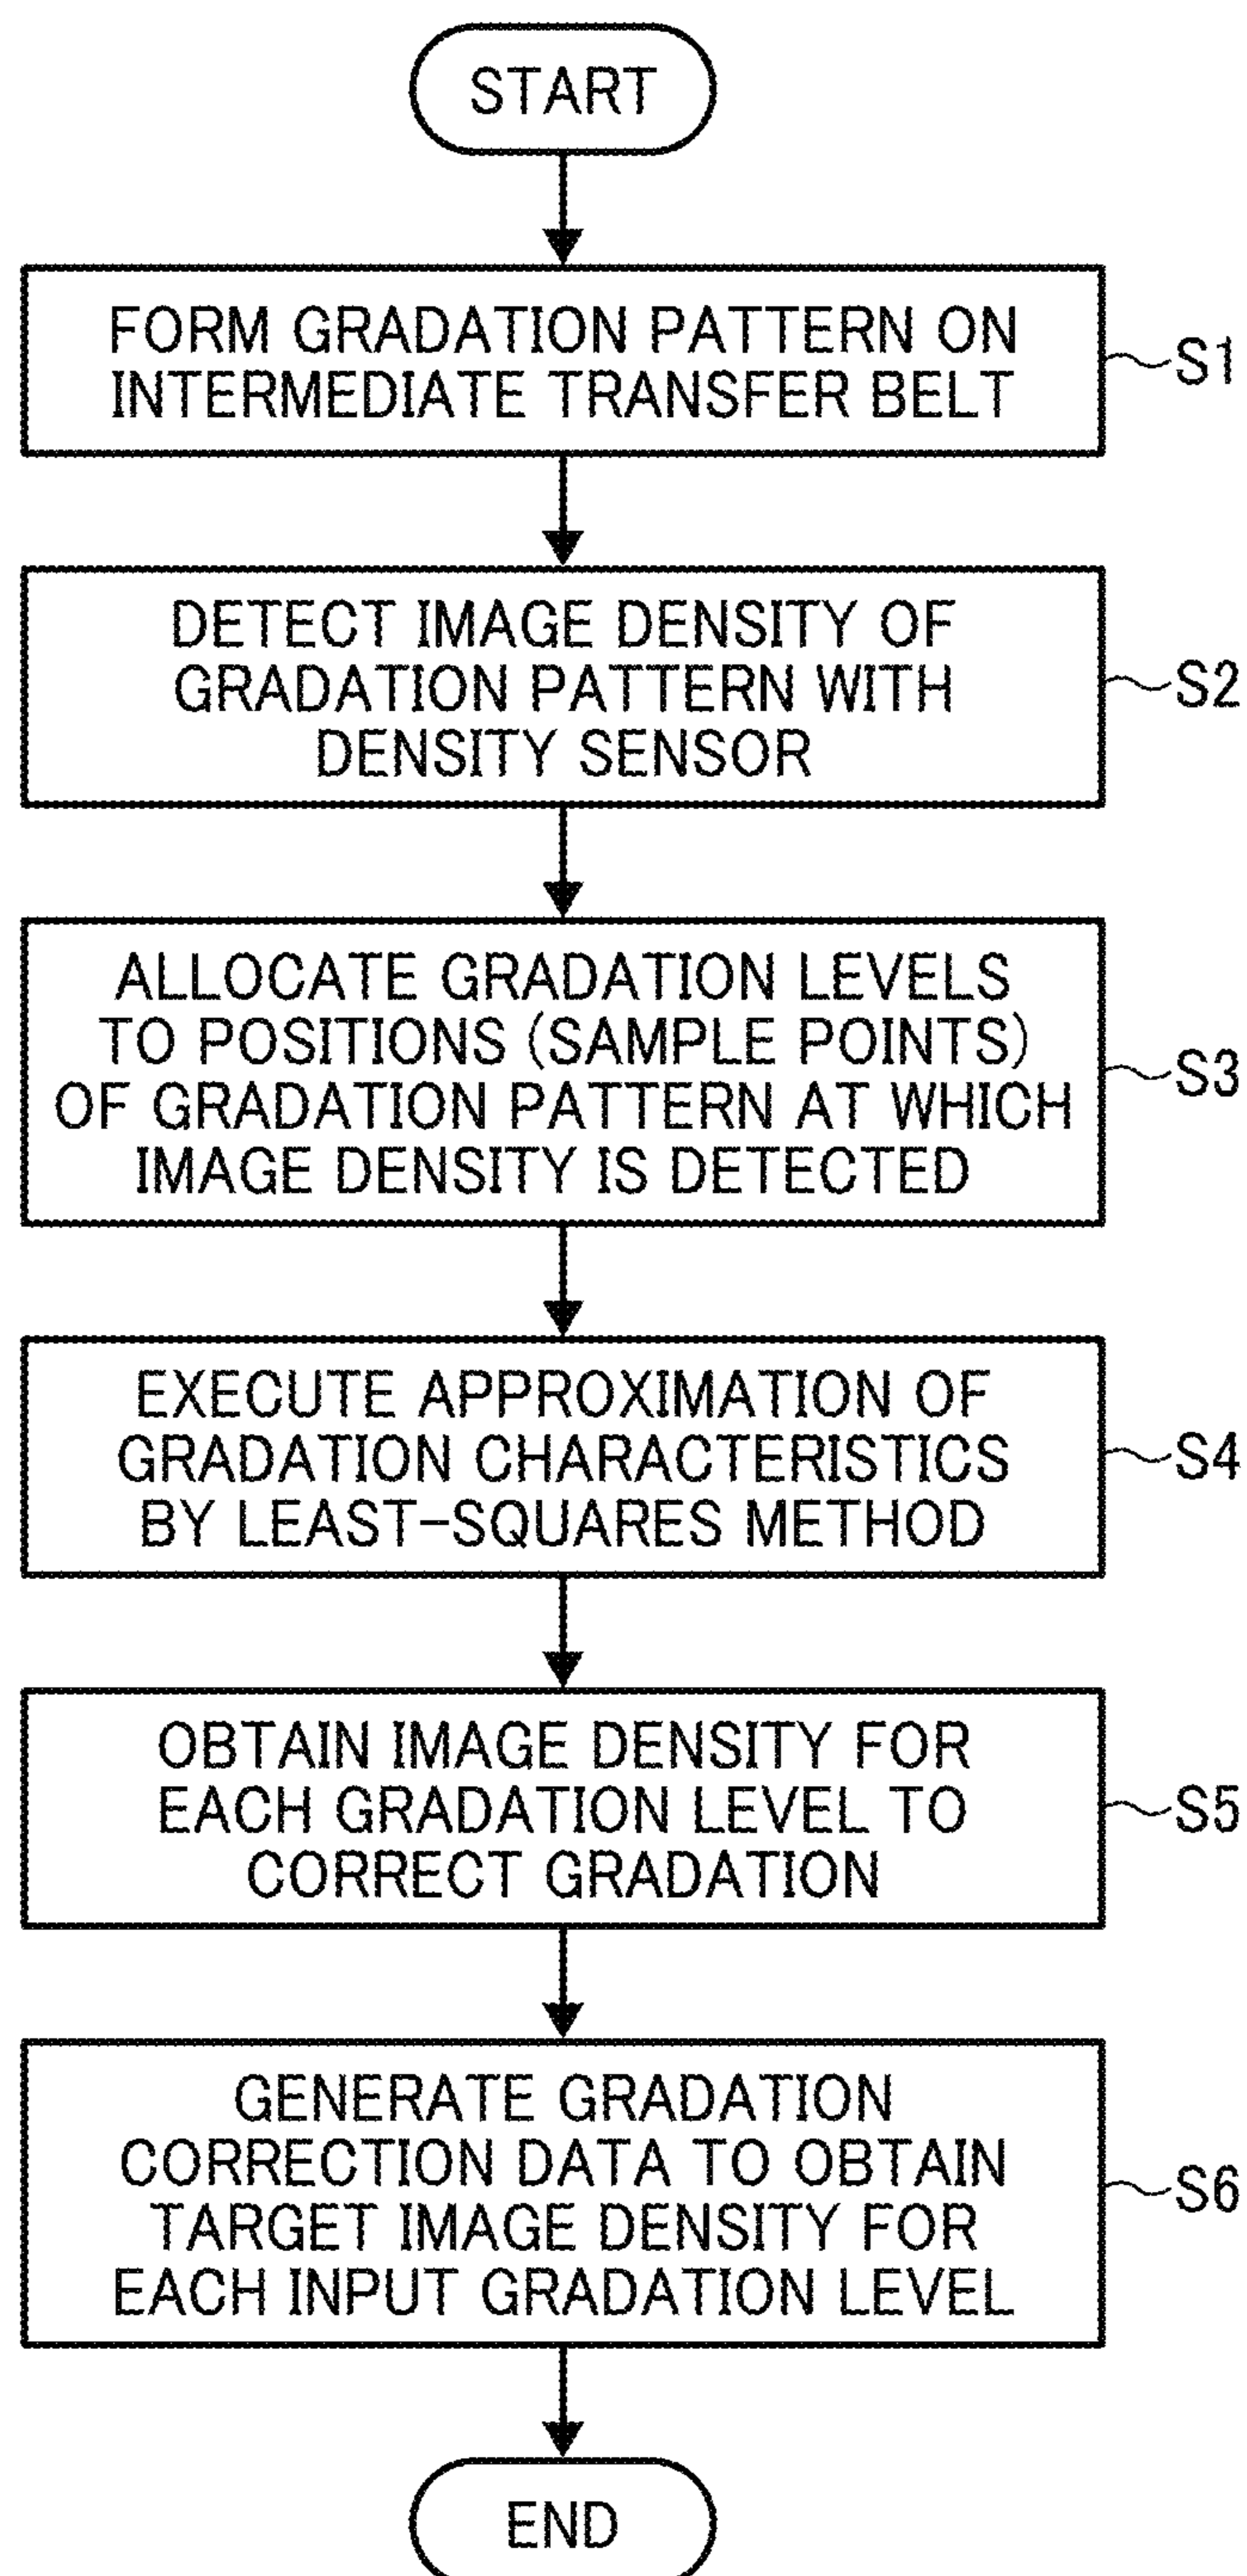 START
FORM GRADATION PATTERN ON
INTERMEDIATE TRANSFER BELT
S1
DETECT IMAGE DENSITY OF
GRADATION PATTERN WITH
DENSITY SENSOR
S2
ALLOCATE GRADATION LEVELS
TO POSITIONS (SAMPLE POINTS)
OF GRADATION PATTERN AT WHICH
IMAGE DENSITY IS DETECTED
S3
EXECUTE APPROXIMATION OF
GRADATION CHARACTERISTICS
BY LEAST-SQUARES METHOD
S4
OBTAIN IMAGE DENSITY FOR
EACH GRADATION LEVEL TO
CORRECT GRADATION
S5
GENERATE GRADATION
CORRECTION DATA TO OBTAIN
TARGET IMAGE DENSITY FOR
EACH INPUT GRADATION LEVEL
S6
END